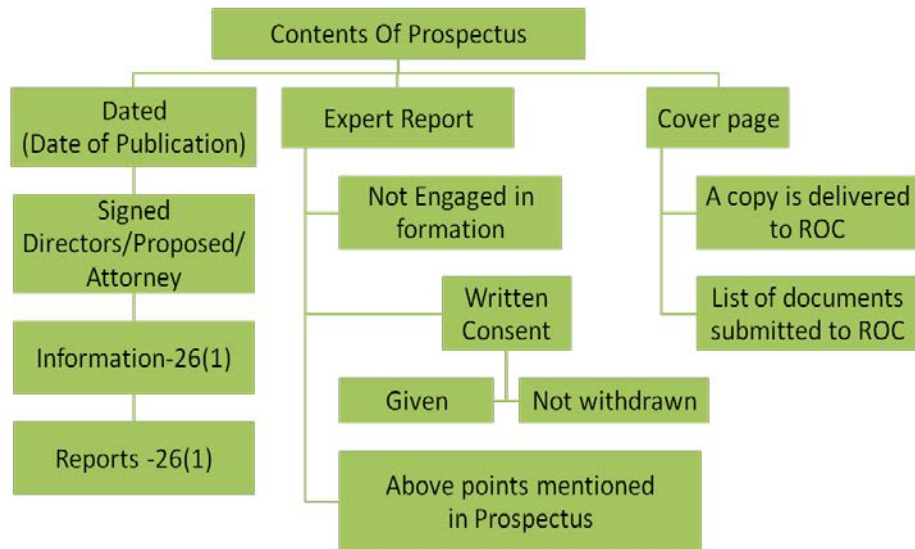 Contents Of Prospectus
Dated
(Date of Publication)
Signed
Directors/Proposed/
Attorney
Information-26(1)
Reports -26(1)
Expert Report
Not Engaged in
formation
Written
Consent
Given
Not withdrawn
Above points mentioned
in Prospectus
Cover page
A copy is delivered
to ROC
List of documents
submitted to ROC